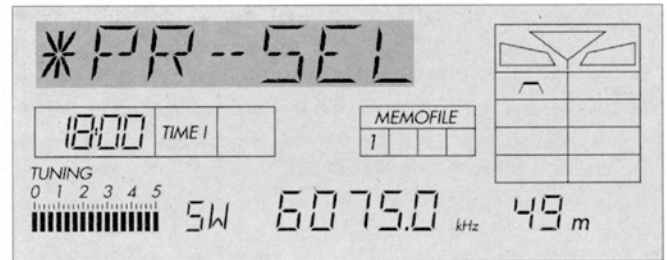 *PR--SEL
18:00 TIME I
MEMOFILE
1
TUNING
0 1 2 3 4 5
SW 6075.0 kHz 49 m